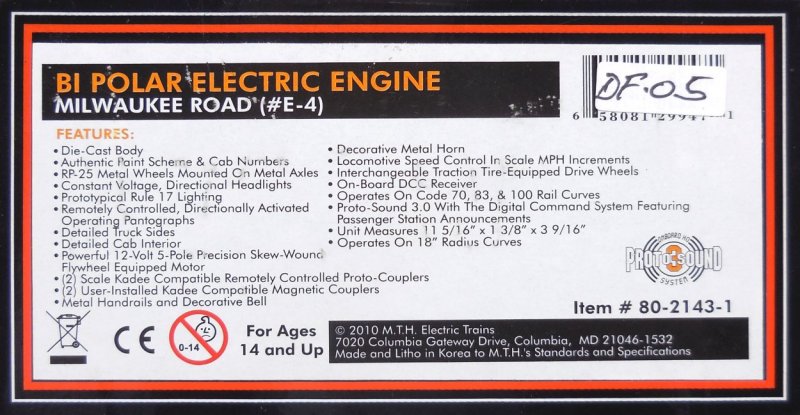 BI POLAR ELECTRIC ENGINE
MILWAUKEE ROAD (#E-4)
DF-05
6 58081 29947 1
FEATURES:
• Die-Cast Body
• Authentic Paint Scheme & Cab Numbers
• RP-25 Metal Wheels Mounted On Metal Axles
• Constant Voltage, Directional Headlights
• Prototypical Rule 17 Lighting
• Remotely Controlled, Directionally Activated
Operating Pantographs
• Detailed Truck Sides
• Detailed Cab Interior
• Powerful 12-Volt 5-Pole Precision Skew-Wound
Flywheel Equipped Motor
• (2) Scale Kadee Compatible Remotely Controlled Proto-Couplers
• (2) User-Installed Kadee Compatible Magnetic Couplers
• Metal Handrails and Decorative Bell
• Decorative Metal Horn
• Locomotive Speed Control In Scale MPH Increments
• Interchangeable Traction Tire-Equipped Drive Wheels
• On-Board DCC Receiver
• Operates On Code 70, 83, & 100 Rail Curves
• Proto-Sound 3.0 With The Digital Command System Featuring
Passenger Station Announcements
• Unit Measures 11 5/16" x 1 3/8" x 3 9/16"
• Operates On 18" Radius Curves
ONBOARD HO
PROTO-SOUND
3
SYSTEM
Item # 80-2143-1
CE
0-14
For Ages
14 and Up
© 2010 M.T.H. Electric Trains
7020 Columbia Gateway Drive, Columbia, MD 21046-1532
Made and Litho in Korea to M.T.H.'s Standards and Specifications